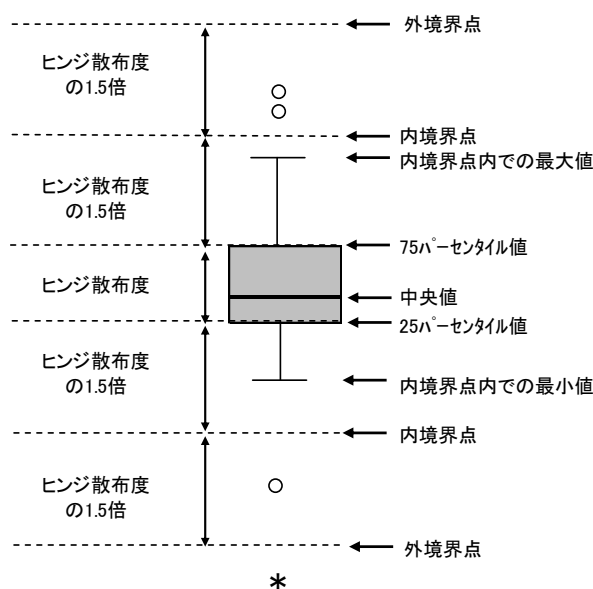 外境界点
ヒンジ散布度
の1.5倍
内境界点
内境界点内での最大値
ヒンジ散布度
の1.5倍
75パーセンタイル値
ヒンジ散布度
中央値
25パーセンタイル値
ヒンジ散布度
の1.5倍
内境界点内での最小値
内境界点
ヒンジ散布度
の1.5倍
外境界点
*